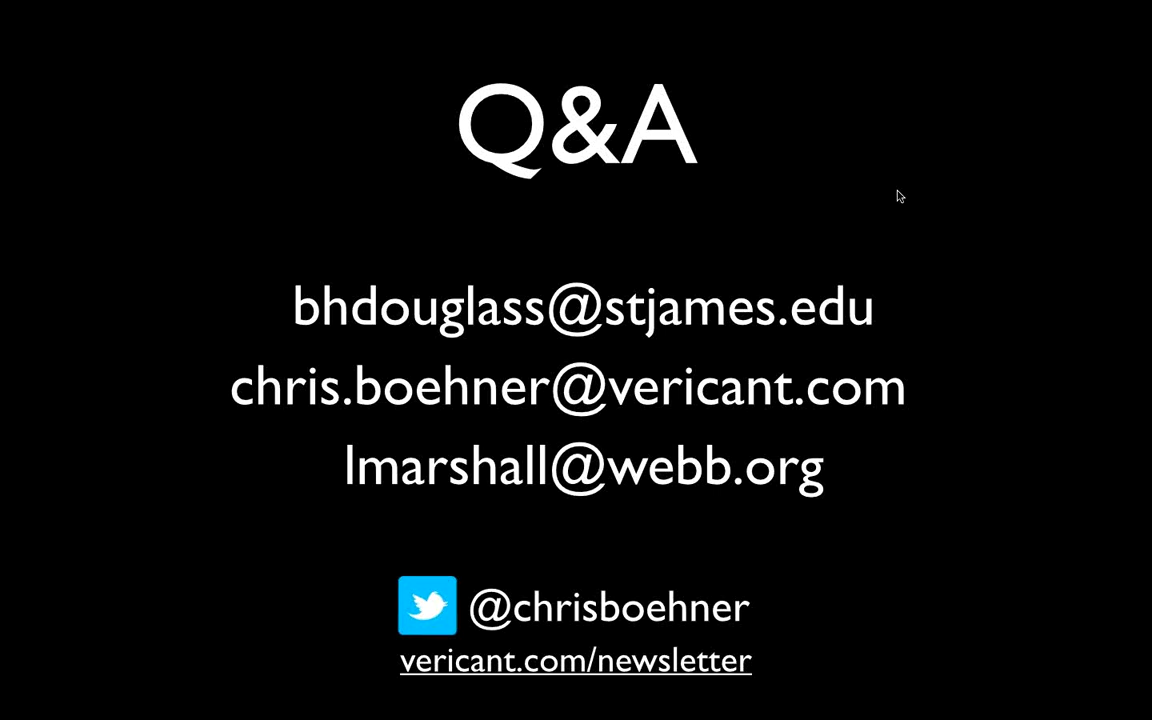 Q&A
bhdouglass@stjames.edu
chris.boehner@vericant.com
lmarshall@webb.org
@chrisboehner
vericant.com/newsletter